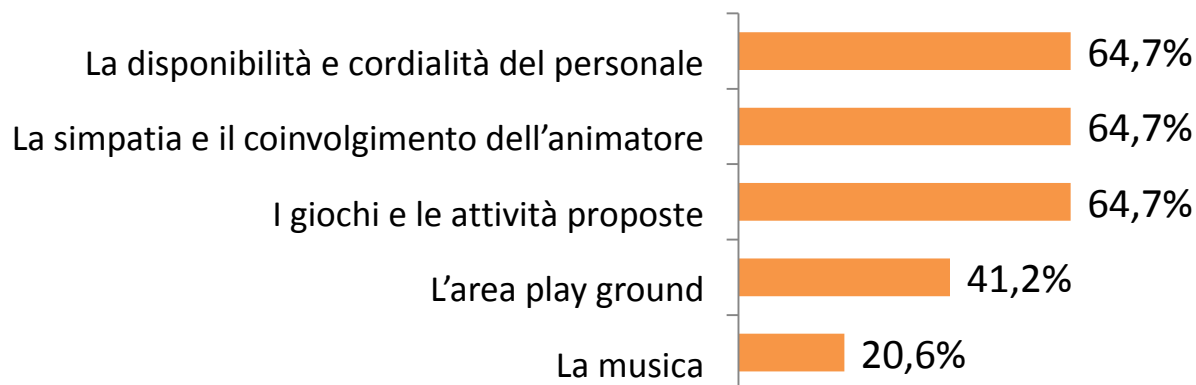 La disponibilità e cordialità del personale 64,7%
La simpatia e il coinvolgimento dell’animatore 64,7%
I giochi e le attività proposte 64,7%
L’area play ground 41,2%
La musica 20,6%